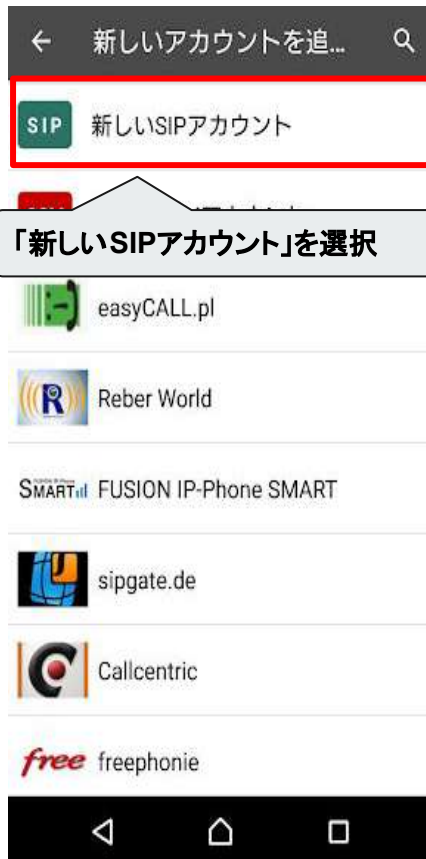 新しいアカウントを追...
SIP 新しいSIPアカウント
「新しいSIPアカウント」を選択
easyCALL.pl
R Reber World
SMART FUSION IP-Phone SMART
sipgate.de
Callcentric
free freephonie